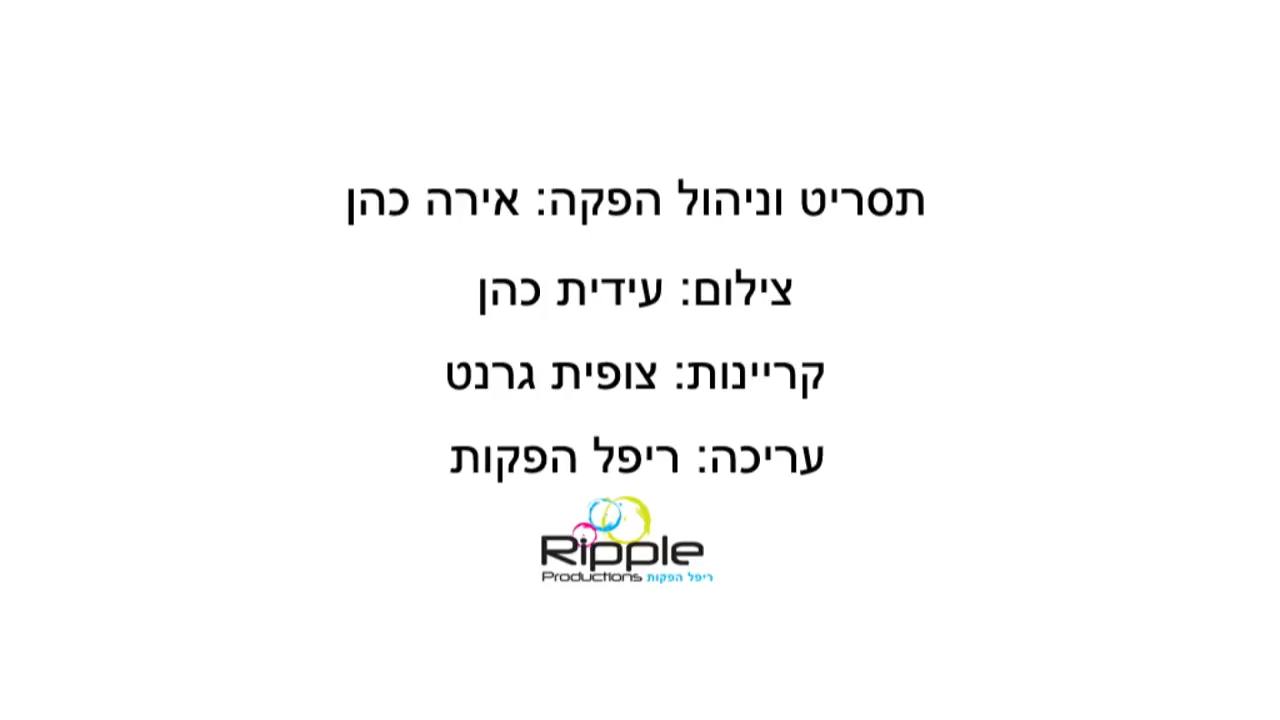 תסריט וניהול הפקה: אירה כהן
צילום: עידית כהן
קריינות: צופית גרנט
עריכה: ריפל הפקות
Ripple
Productions ריפל הפקות